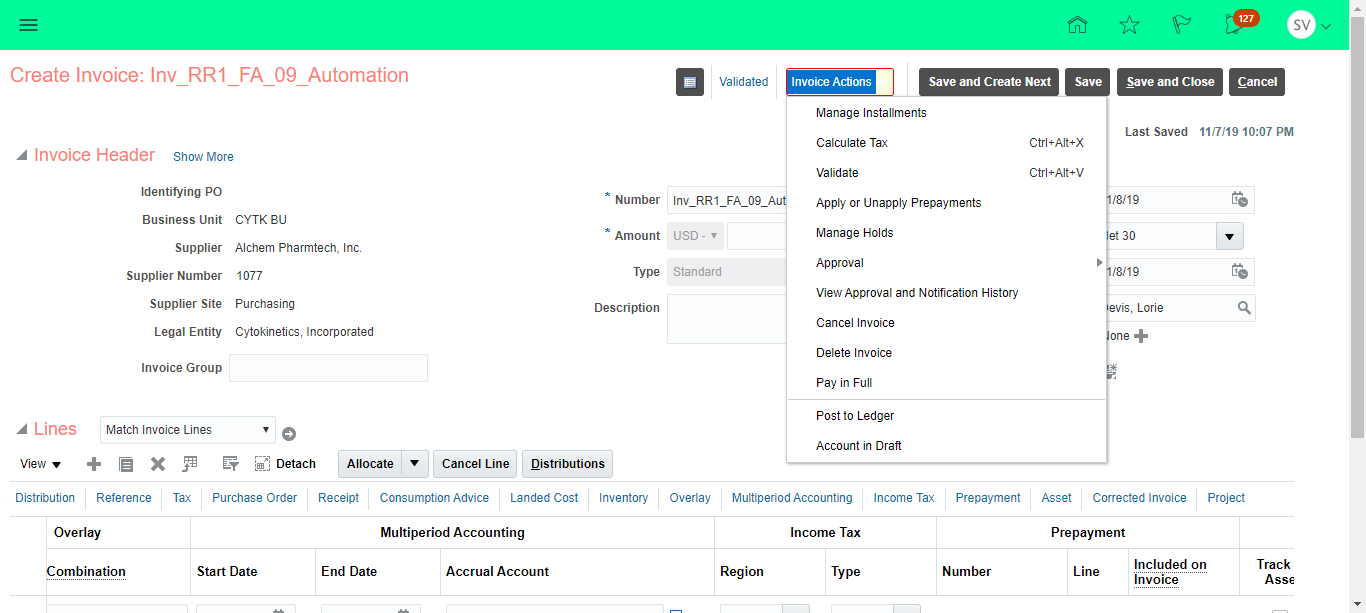 127
SV
Create Invoice: Inv_RR1_FA_09_Automation
Validated
Invoice Actions
Save and Create Next
Save
Save and Close
Cancel
Last Saved 11/7/19 10:07 PM
Manage Installments
Calculate Tax Ctrl+Alt+X
Validate Ctrl+Alt+V
Apply or Unapply Prepayments
Manage Holds
Approval
View Approval and Notification History
Cancel Invoice
Delete Invoice
Pay in Full
Post to Ledger
Account in Draft
Invoice Header Show More
Identifying PO
Business Unit CYTK BU
Supplier Alchem Pharmtech, Inc.
Supplier Number 1077
Supplier Site Purchasing
Legal Entity Cytokinetics, Incorporated
Invoice Group
* Number Inv_RR1_FA_09_Aut
* Amount USD -
Type Standard
Description
1/8/19
let 30
1/8/19
Devis, Lorie
None
Lines Match Invoice Lines
View
Detach
Allocate
Cancel Line
Distributions
Distribution Reference Tax Purchase Order Receipt Consumption Advice Landed Cost Inventory Overlay Multiperiod Accounting Income Tax Prepayment Asset Corrected Invoice Project
Overlay Multiperiod Accounting Income Tax Prepayment
Combination Start Date End Date Accrual Account Region Type Number Line Included on Invoice Track Asse